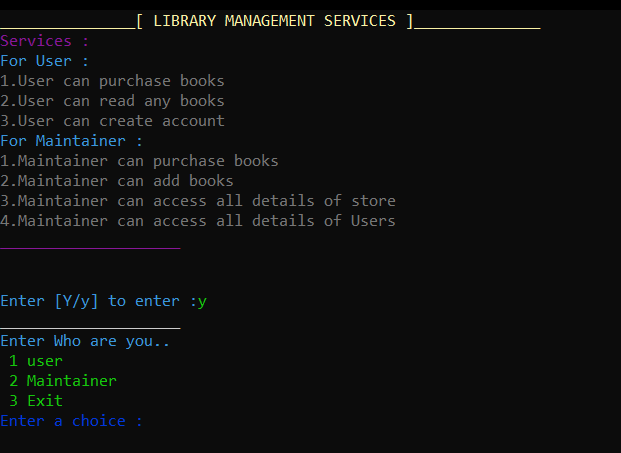 _______________[ LIBRARY MANAGEMENT SERVICES ]______________
Services :
For User :
1.User can purchase books
2.User can read any books
3.User can create account
For Maintainer :
1.Maintainer can purchase books
2.Maintainer can add books
3.Maintainer can access all details of store
4.Maintainer can access all details of Users
____________________
Enter [Y/y] to enter :y
____________________
Enter Who are you..
1 user
2 Maintainer
3 Exit
Enter a choice :